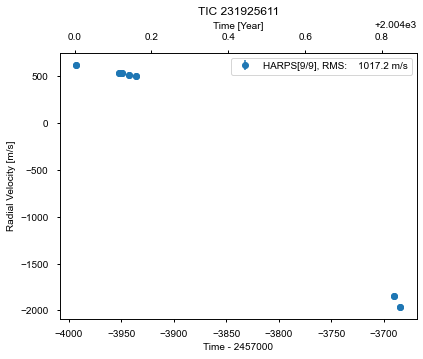 TIC 231925611
Time [Year]
+2.004e3
0.0 0.2 0.4 0.6 0.8
HARPS[9/9], RMS: 1017.2 m/s
Radial Velocity [m/s]
500
0
−500
−1000
−1500
−2000
−4000 −3950 −3900 −3850 −3800 −3750 −3700
Time - 2457000